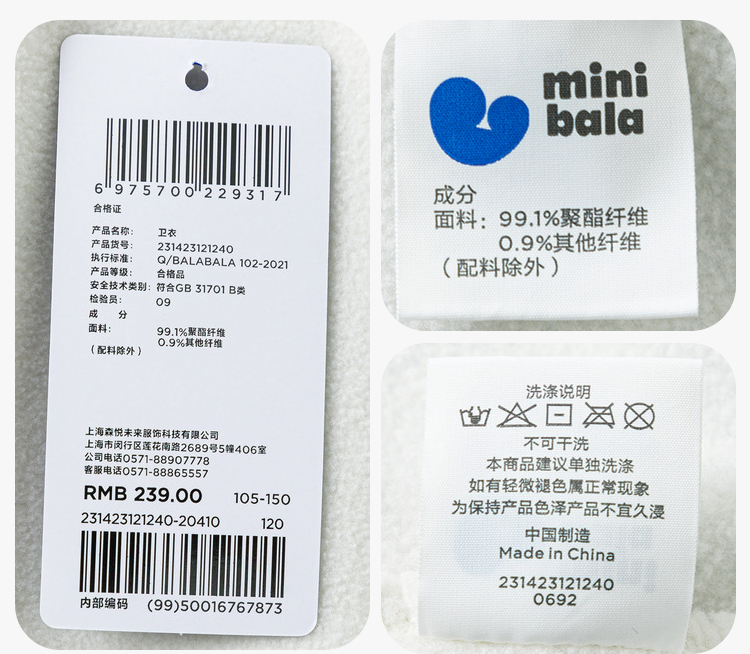 6 975700 229317
合格证
产品名称： 卫衣
产品货号： 231423121240
执行标准： Q/BALABALA 102-2021
产品等级： 合格品
安全技术类别：符合GB 31701 B类
检验员： 09
成 分
面料： 99.1%聚酯纤维
0.9%其他纤维
（配料除外）
上海森悦未来服饰科技有限公司
上海市闵行区莲花南路2689号5幢406室
公司电话0571-88907778
客服电话0571-88865557
RMB 239.00 105-150
231423121240-20410 120
内部编码 (99)50016767873
mini
bala
成分
面料：99.1%聚酯纤维
0.9%其他纤维
（配料除外）
洗涤说明
不可干洗
本商品建议单独洗涤
如有轻微褪色属正常现象
为保持产品色泽产品不宜久浸
中国制造
Made in China
231423121240
0692